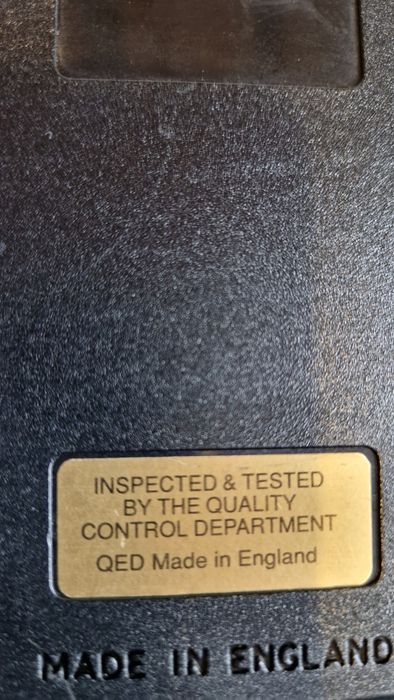 INSPECTED & TESTED
BY THE QUALITY
CONTROL DEPARTMENT
QED Made in England
MADE IN ENGLAND